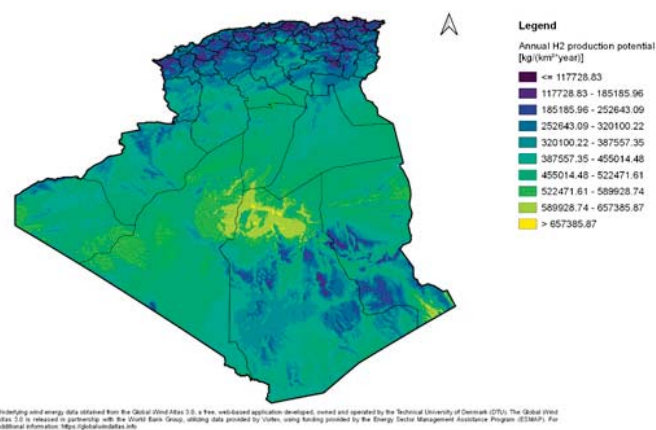 Legend
Annual H2 production potential
[kg/(km²*year)]
<= 117728.83
117728.83 - 185185.96
185185.96 - 252643.09
252643.09 - 320100.22
320100.22 - 387557.35
387557.35 - 455014.48
455014.48 - 522471.61
522471.61 - 589928.74
589928.74 - 657385.87
> 657385.87
Underlying wind energy data obtained from the Global Wind Atlas 3.0, a free, web-based application developed, owned and operated by the Technical University of Denmark (DTU). The Global Wind
Atlas 3.0 is released in partnership with the World Bank Group, utilizing data provided by Vortex, using funding provided by the Energy Sector Management Assistance Program (ESMAP). For
additional information: https://globalwindatlas.info